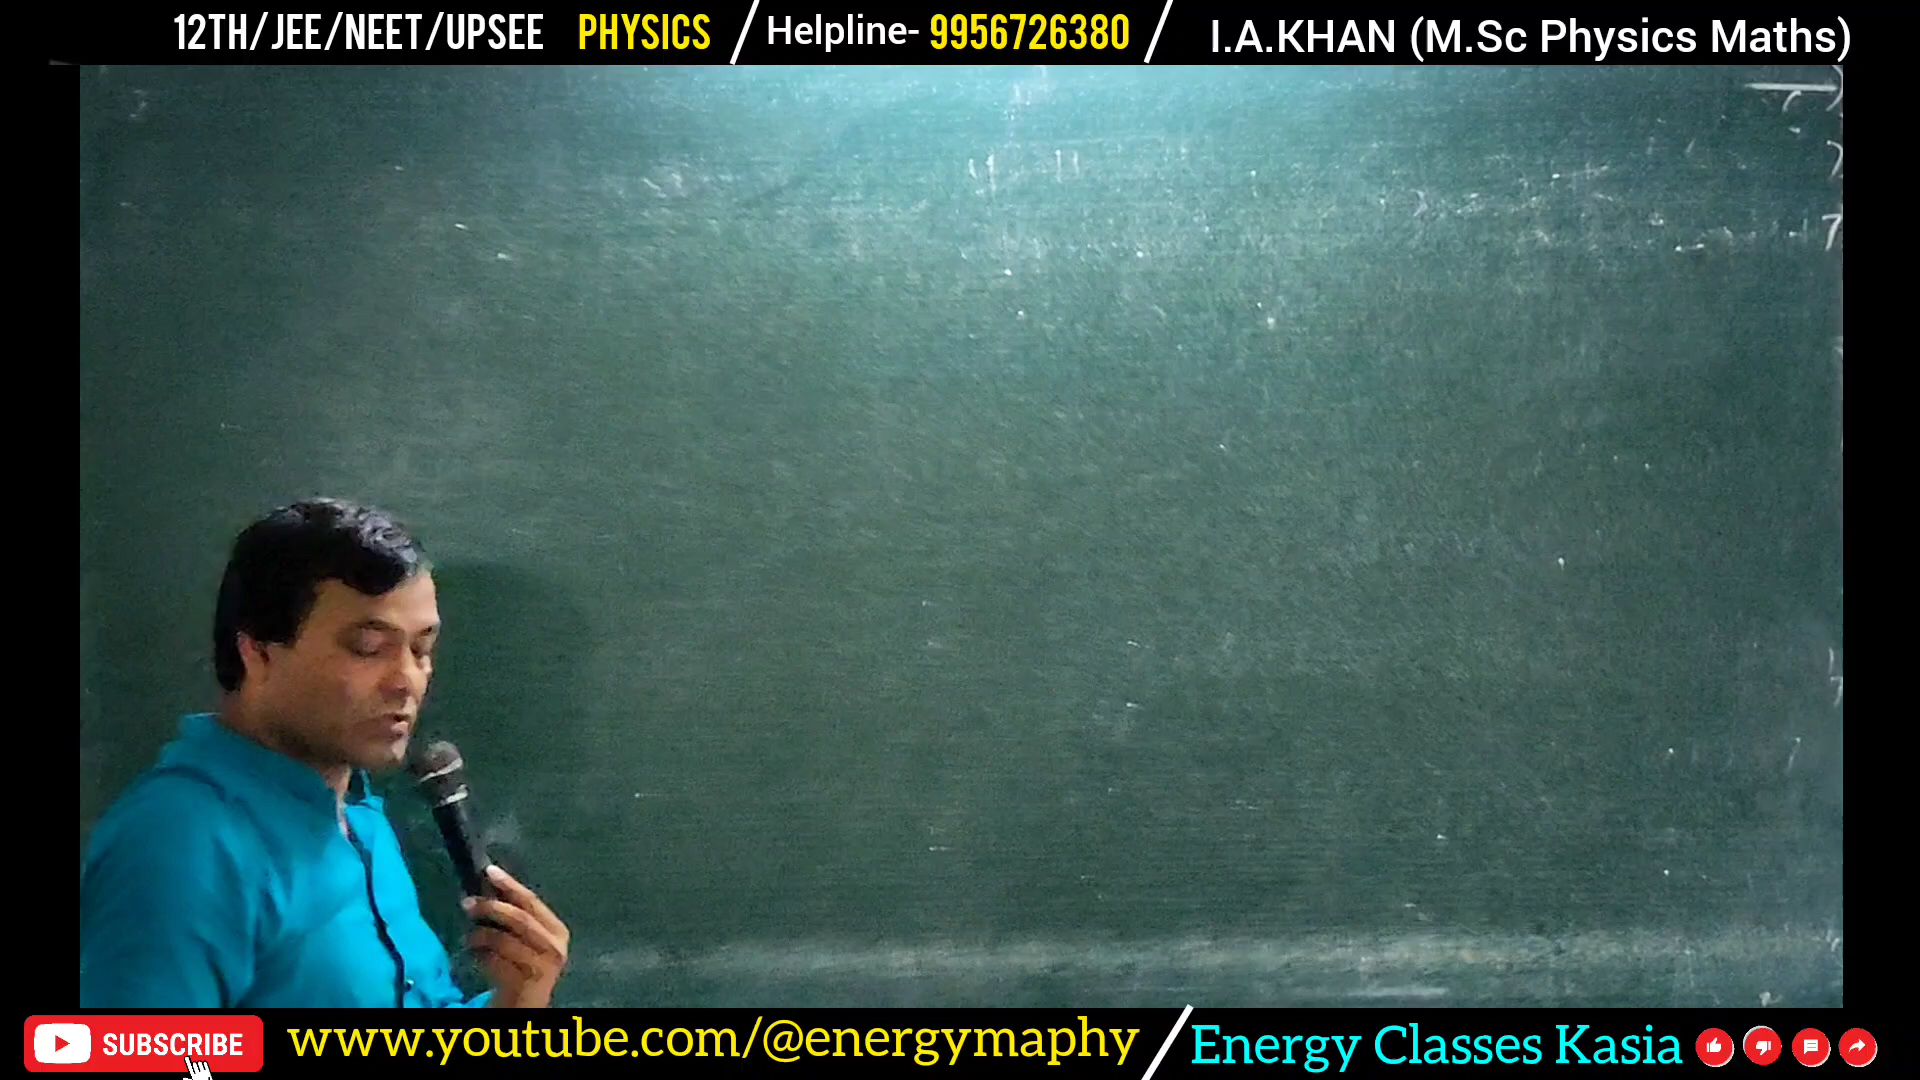 12TH/JEE/NEET/UPSEE PHYSICS / Helpline- 9956726380 / I.A.KHAN (M.Sc Physics Maths)
SUBSCRIBE www.youtube.com/@energymaphy / Energy Classes Kasia